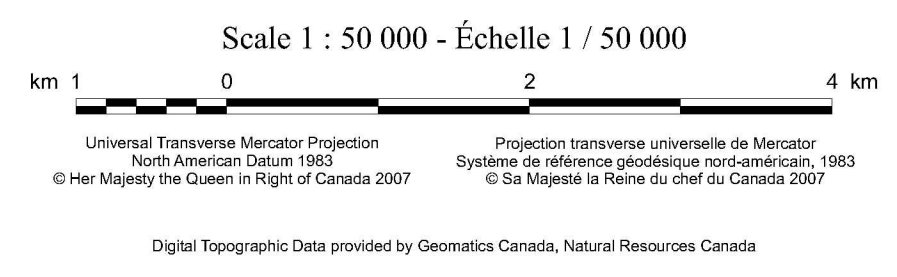 Scale 1 : 50 000 - Échelle 1 / 50 000
km 1 0 2 4 km
Universal Transverse Mercator Projection
North American Datum 1983
© Her Majesty the Queen in Right of Canada 2007
Projection transverse universelle de Mercator
Système de référence géodésique nord-américain, 1983
© Sa Majesté la Reine du chef du Canada 2007
Digital Topographic Data provided by Geomatics Canada, Natural Resources Canada